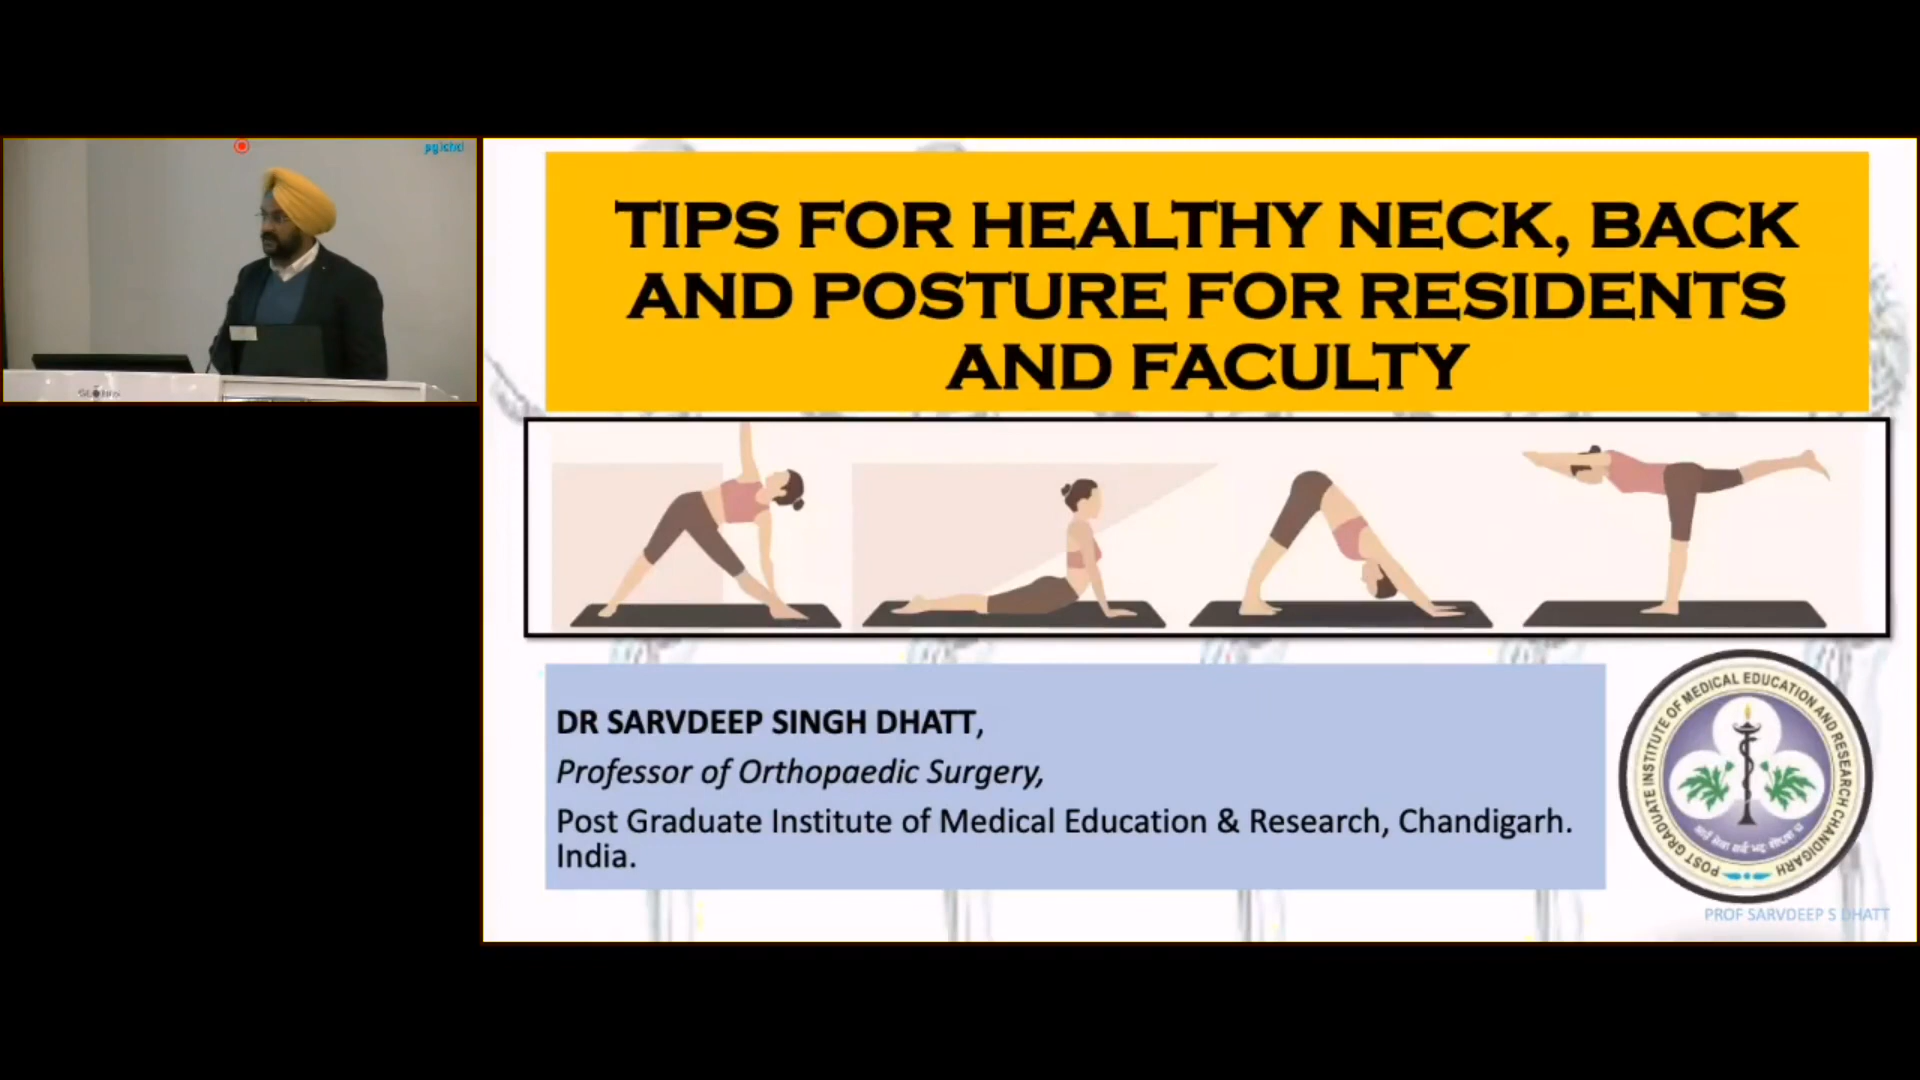 pgichd
TIPS FOR HEALTHY NECK, BACK
AND POSTURE FOR RESIDENTS
AND FACULTY
DR SARVDEEP SINGH DHATT,
Professor of Orthopaedic Surgery,
Post Graduate Institute of Medical Education & Research, Chandigarh.
India.
POST GRADUATE INSTITUTE OF MEDICAL EDUCATION AND RESEARCH CHANDIGARH
PROF SARVDEEP S DHATT